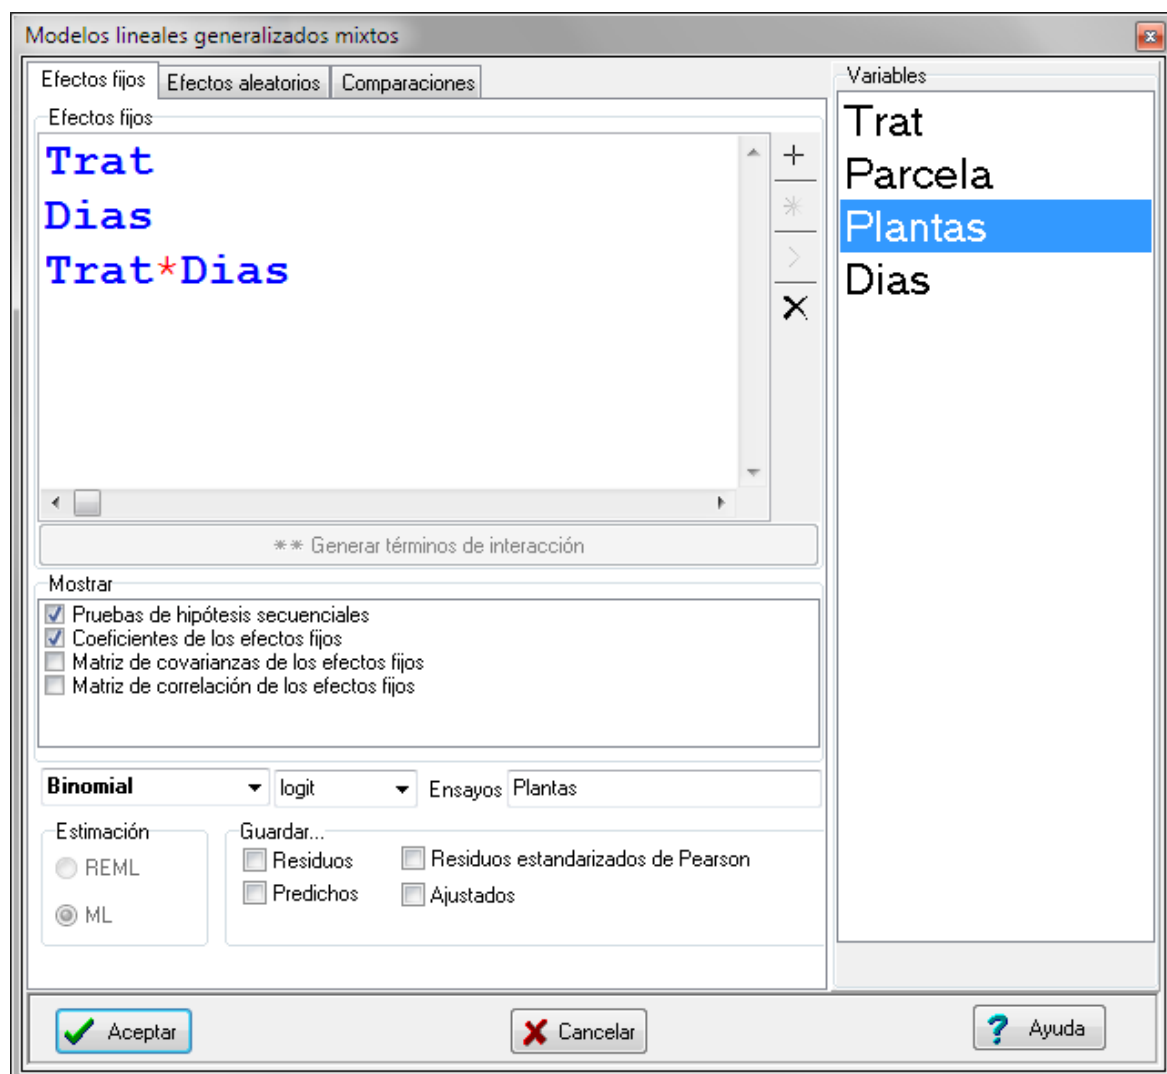 Modelos lineales generalizados mixtos
Efectos fijos Efectos aleatorios Comparaciones
Efectos fijos
Trat
Dias
Trat*Dias
** Generar términos de interacción
Mostrar
Pruebas de hipótesis secuenciales
Coeficientes de los efectos fijos
Matriz de covarianzas de los efectos fijos
Matriz de correlación de los efectos fijos
Binomial logit Ensayos Plantas
Estimación
REML
ML
Guardar...
Residuos Residuos estandarizados de Pearson
Predichos Ajustados
Variables
Trat
Parcela
Plantas
Dias
Aceptar Cancelar Ayuda